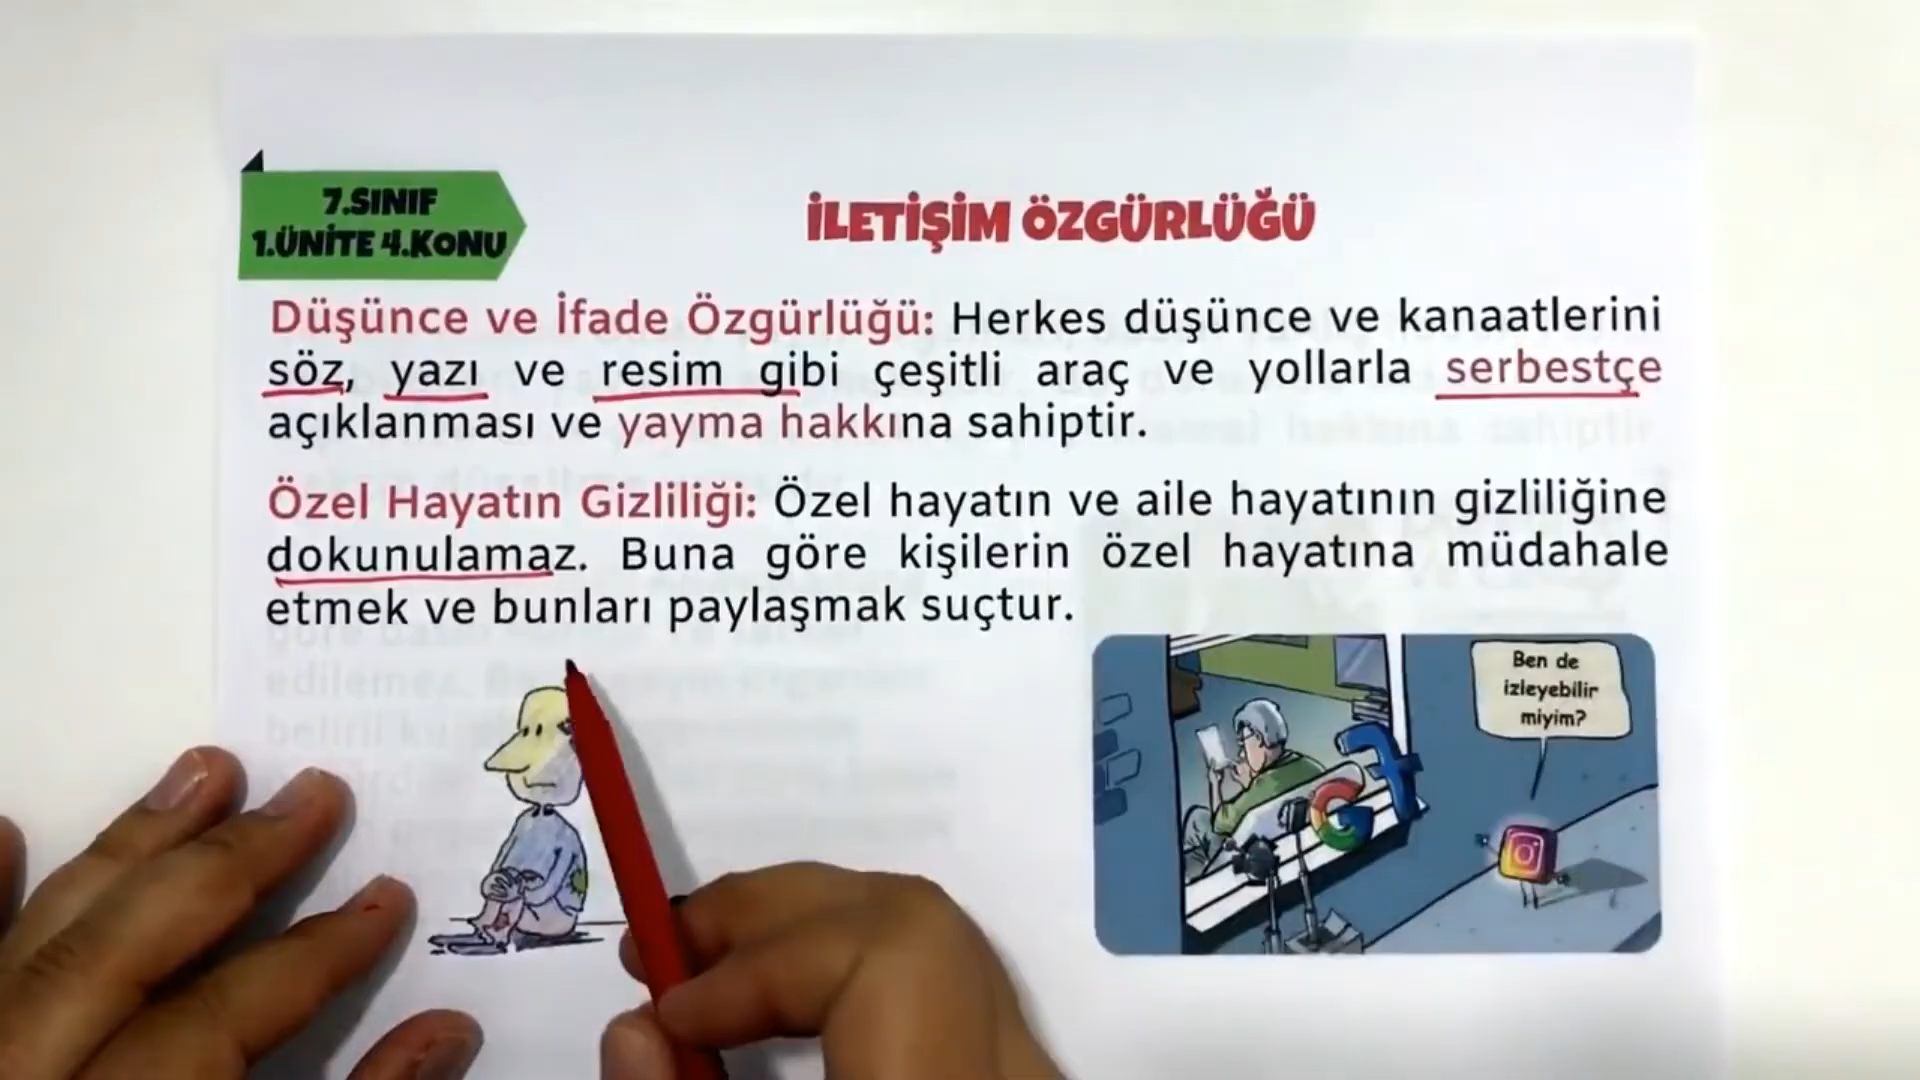 7.SINIF
1.ÜNİTE 4.KONU
İLETİŞİM ÖZGÜRLÜĞÜ
Düşünce ve İfade Özgürlüğü: Herkes düşünce ve kanaatlerini
söz, yazı ve resim gibi çeşitli araç ve yollarla serbestçe
açıklanması ve yayma hakkına sahiptir.
Özel Hayatın Gizliliği: Özel hayatın ve aile hayatının gizliliğine
dokunulamaz. Buna göre kişilerin özel hayatına müdahale
etmek ve bunları paylaşmak suçtur.
Ben de
izleyebilir
miyim?